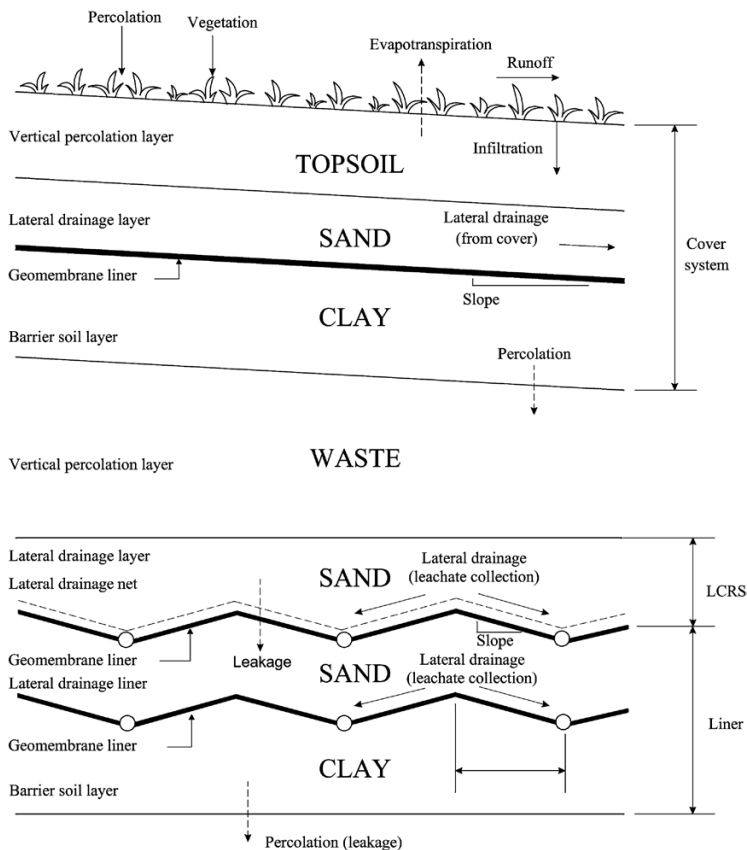 Percolation
Vegetation
Evapotranspiration
Runoff
Vertical percolation layer
Infiltration
TOPSOIL
Lateral drainage layer
SAND
Lateral drainage
(from cover)
Cover
system
Geomembrane liner
Slope
CLAY
Barrier soil layer
Percolation
WASTE
Vertical percolation layer
Lateral drainage layer
SAND
Lateral drainage
(leachate collection)
Lateral drainage net
LCRS
Slope
Geomembrane liner
Leakage
SAND
Lateral drainage
(leachate collection)
Lateral drainage liner
Liner
Geomembrane liner
CLAY
Barrier soil layer
Percolation (leakage)